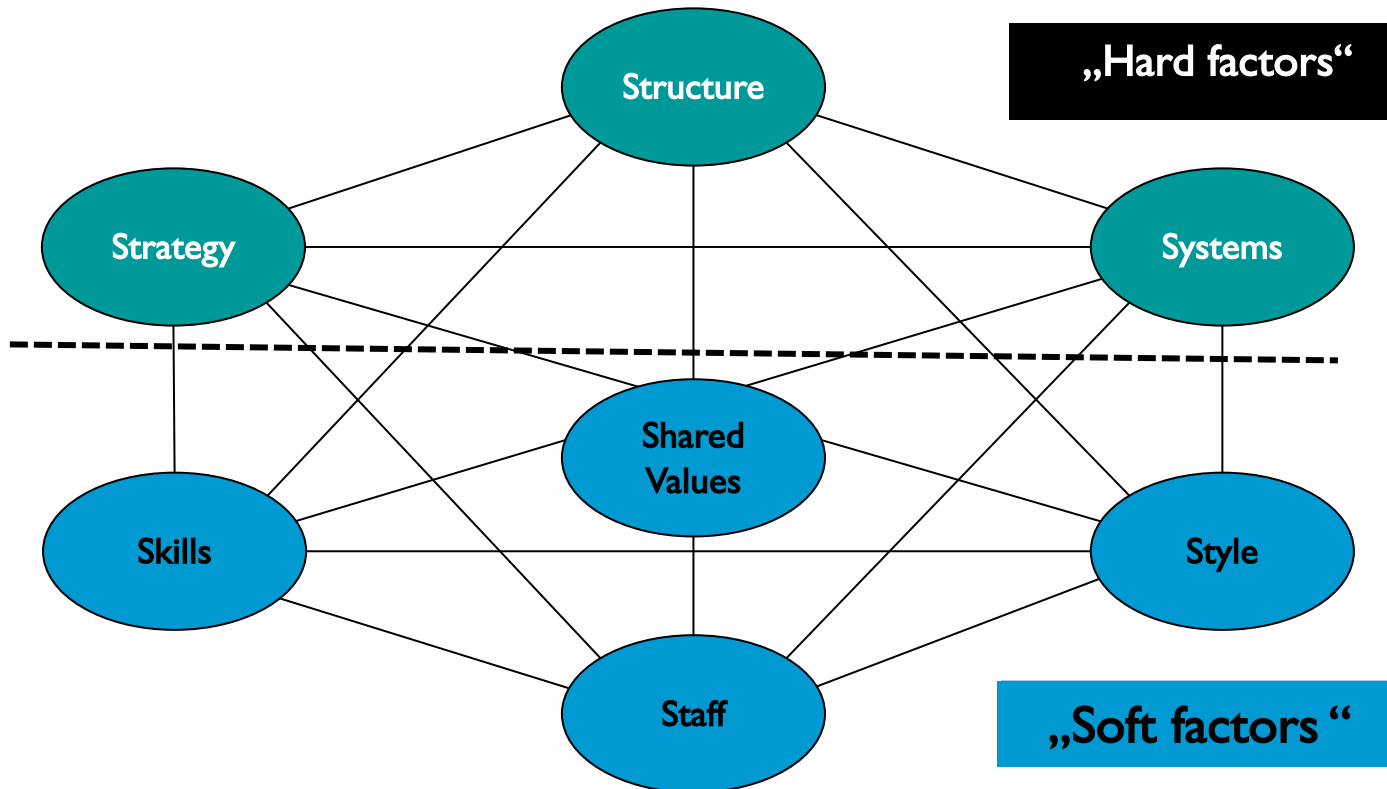 Structure
„Hard factors“
Strategy
Systems
Shared
Values
Skills
Style
Staff
„Soft factors “